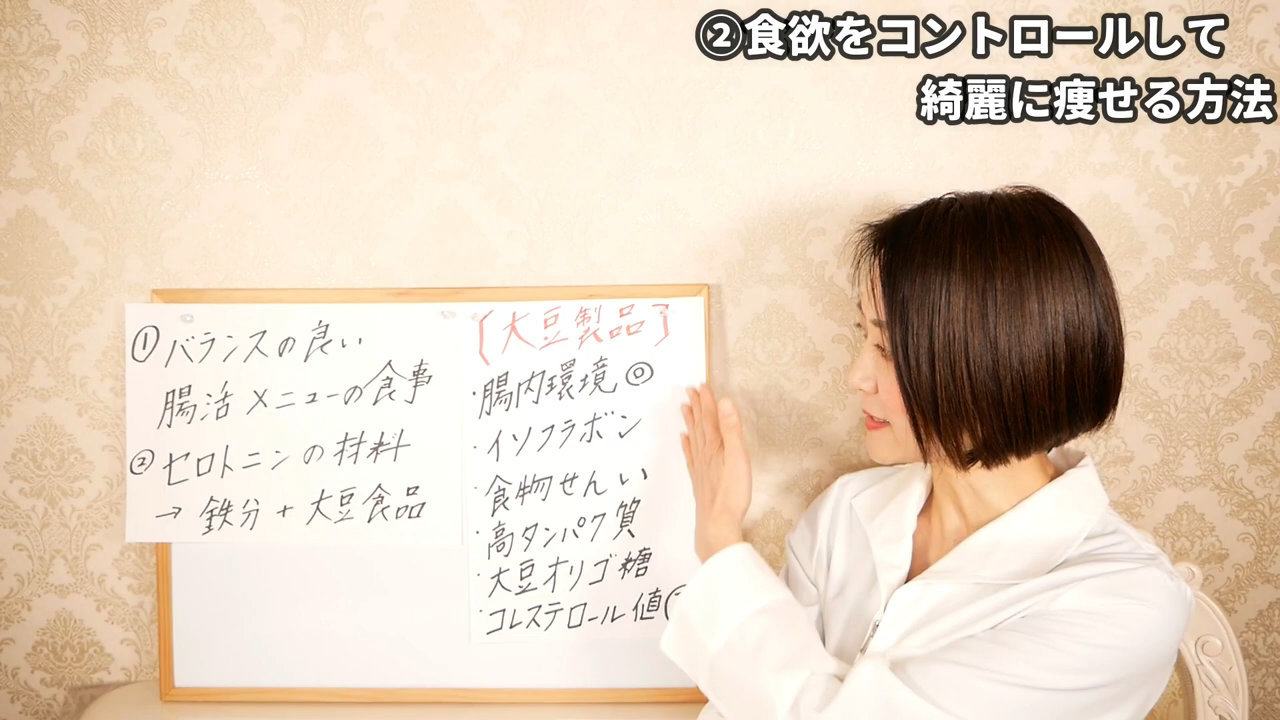 ②食欲をコントロールして
綺麗に痩せる方法
①バランスの良い
腸活メニューの食事
②セロトニンの材料
→鉄分+大豆食品
[大豆製品]
・腸内環境◎
・イソフラボン
・食物せんい
・高タンパク質
・大豆オリゴ糖
・コレステロール値